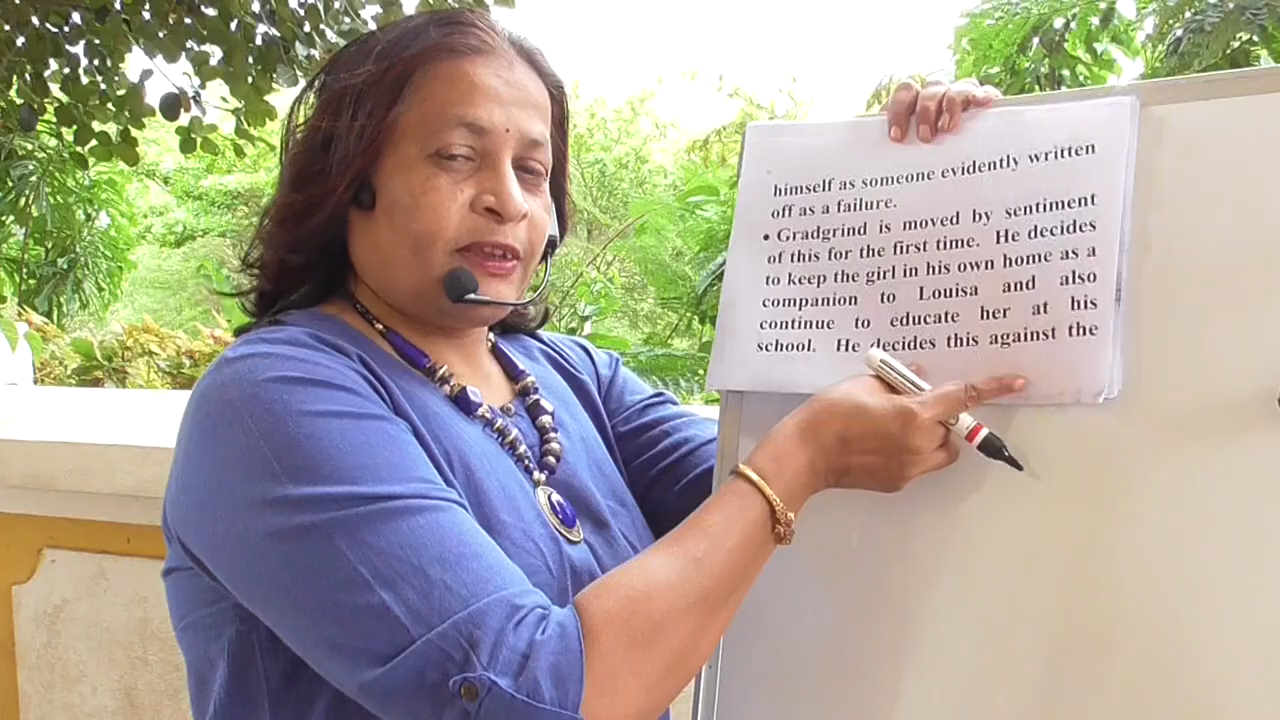 himself as someone evidently written
off as a failure.
• Gradgrind is moved by sentiment
of this for the first time. He decides
to keep the girl in his own home as a
companion to Louisa and also
continue to educate her at his
school. He decides this against the